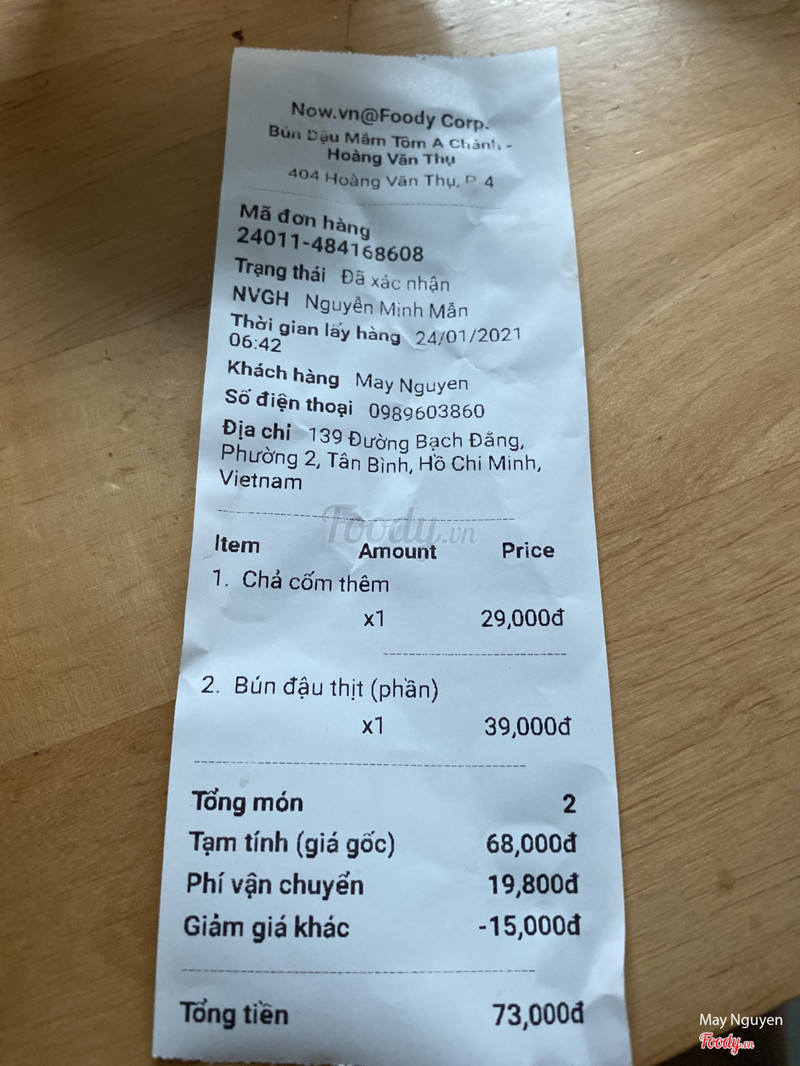 Now.vn@Foody Corp.
Bún Đậu Mắm Tôm A Chảnh -
Hoàng Văn Thụ
404 Hoàng Văn Thụ, P 4
Mã đơn hàng
24011-484168608
Trạng thái Đã xác nhận
NVGH Nguyễn Minh Mẫn
Thời gian lấy hàng 24/01/2021
06:42
Khách hàng May Nguyen
Số điện thoại 0989603860
Địa chỉ 139 Đường Bạch Đằng,
Phường 2, Tân Bình, Hồ Chí Minh,
Vietnam
Foody.vn
Item Amount Price
1. Chả cốm thêm
x1 29,000đ
2. Bún đậu thịt (phần)
x1 39,000đ
Tổng món 2
Tạm tính (giá gốc) 68,000đ
Phí vận chuyển 19,800đ
Giảm giá khác -15,000đ
Tổng tiền 73,000đ
May Nguyen
Foody.vn